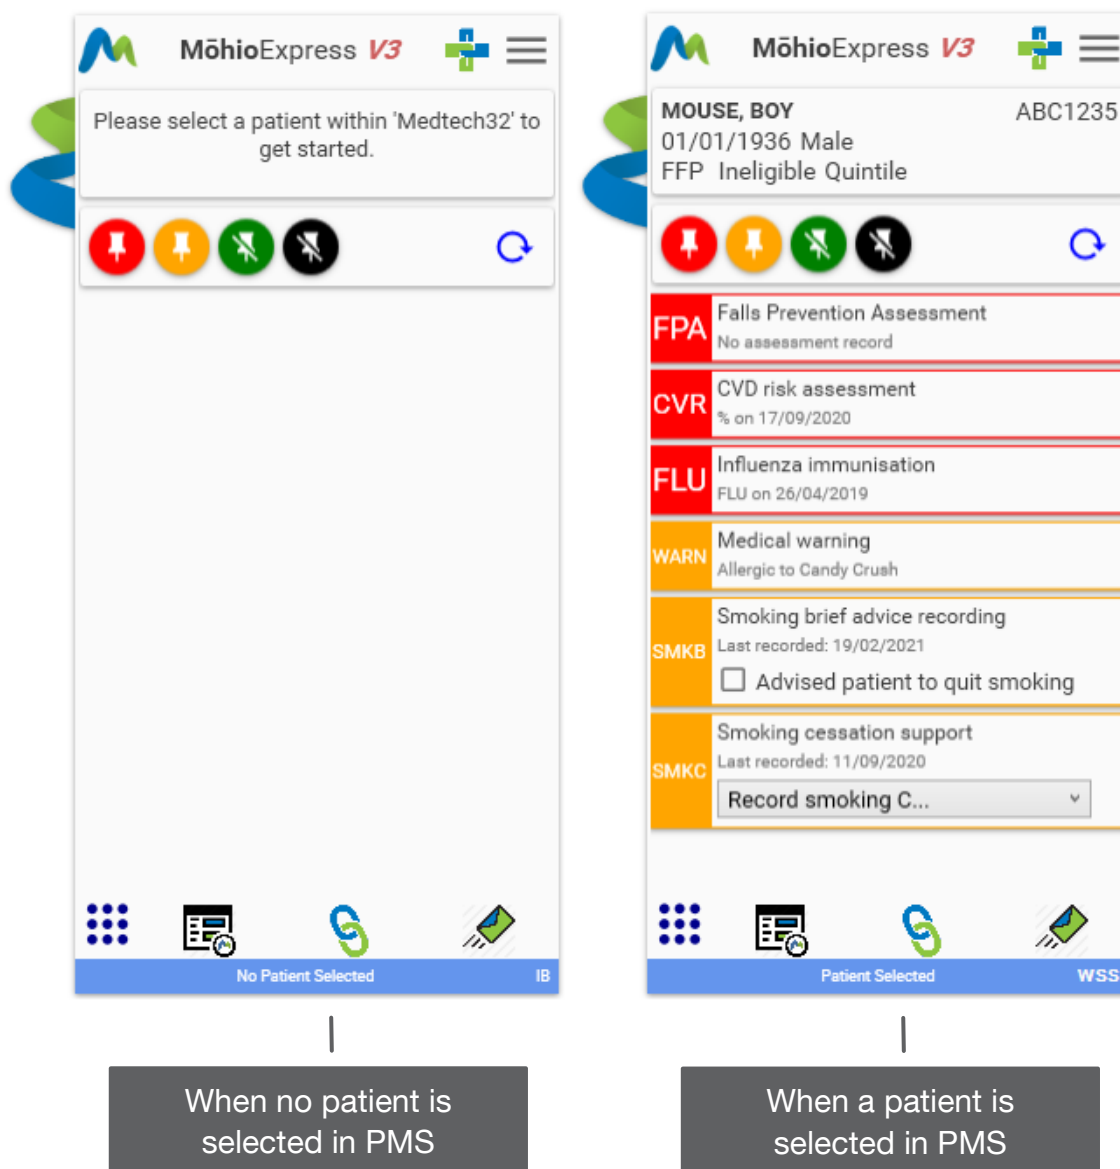 MōhioExpress V3
Please select a patient within 'Medtech32' to
get started.
No Patient Selected
IB
When no patient is
selected in PMS
MōhioExpress V3
MOUSE, BOY
ABC1235
01/01/1936 Male
FFP Ineligible Quintile
FPA
Falls Prevention Assessment
No assessment record
CVR
CVD risk assessment
% on 17/09/2020
FLU
Influenza immunisation
FLU on 26/04/2019
WARN
Medical warning
Allergic to Candy Crush
SMKB
Smoking brief advice recording
Last recorded: 19/02/2021
Advised patient to quit smoking
SMKC
Smoking cessation support
Last recorded: 11/09/2020
Record smoking C...
Patient Selected
WSS
When a patient is
selected in PMS